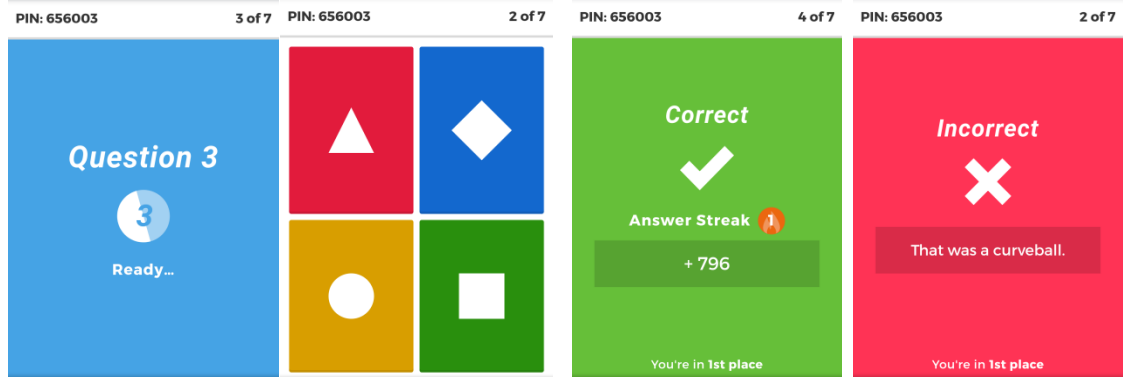 PIN: 656003 3 of 7
Question 3
3
Ready...
PIN: 656003 2 of 7
PIN: 656003 4 of 7
Correct
Answer Streak 1
+ 796
You're in 1st place
PIN: 656003 2 of 7
Incorrect
That was a curveball.
You're in 1st place